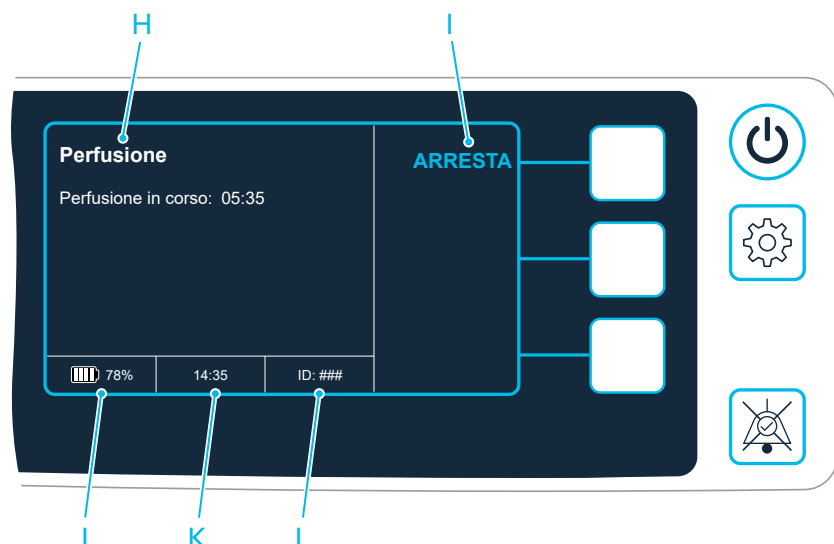 H I
Perfusione
ARRESTA
Perfusione in corso: 05:35
78% 14:35 ID: ###
K